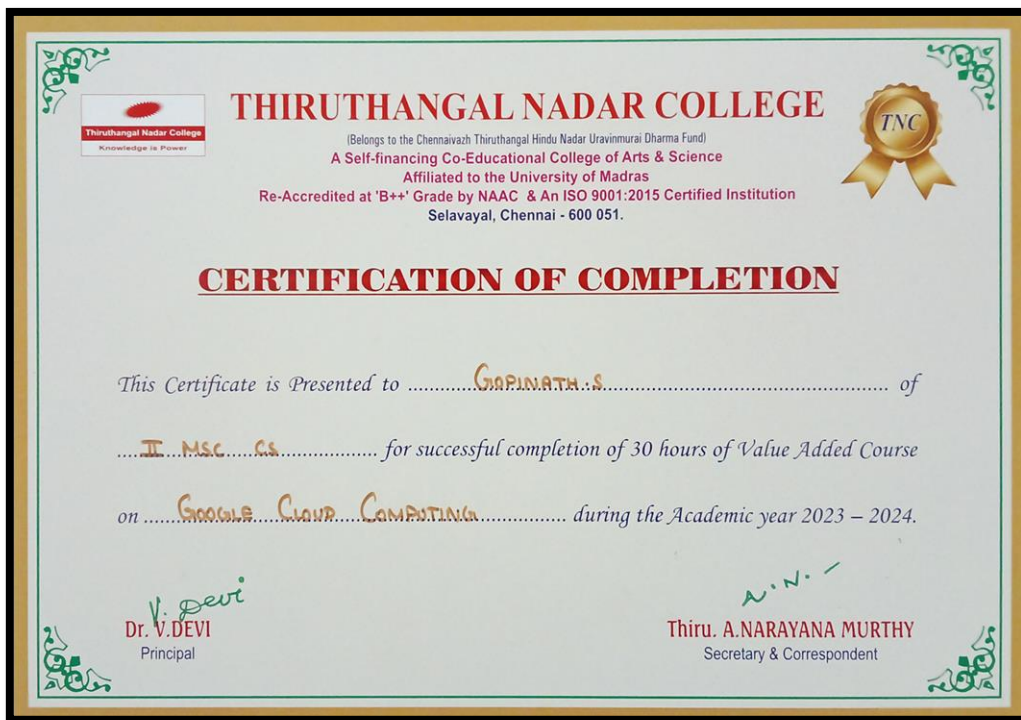 THIRUTHANGAL NADAR COLLEGE
Thiruthangal Nadar College
Knowledge is Power
TNC
(Belongs to the Chennaivazh Thiruthangal Hindu Nadar Uravinmurai Dharma Fund)
A Self-financing Co-Educational College of Arts & Science
Affiliated to the University of Madras
Re-Accredited at 'B++' Grade by NAAC & An ISO 9001:2015 Certified Institution
Selavayal, Chennai - 600 051.
CERTIFICATION OF COMPLETION
This Certificate is Presented to ........GOPINATH.S........ of
....II MSC CS........ for successful completion of 30 hours of Value Added Course
on ....GOOGLE CLOUD COMPUTING........ during the Academic year 2023 – 2024.
V. Devi
A.N.
Dr. V.DEVI
Principal
Thiru. A.NARAYANA MURTHY
Secretary & Correspondent